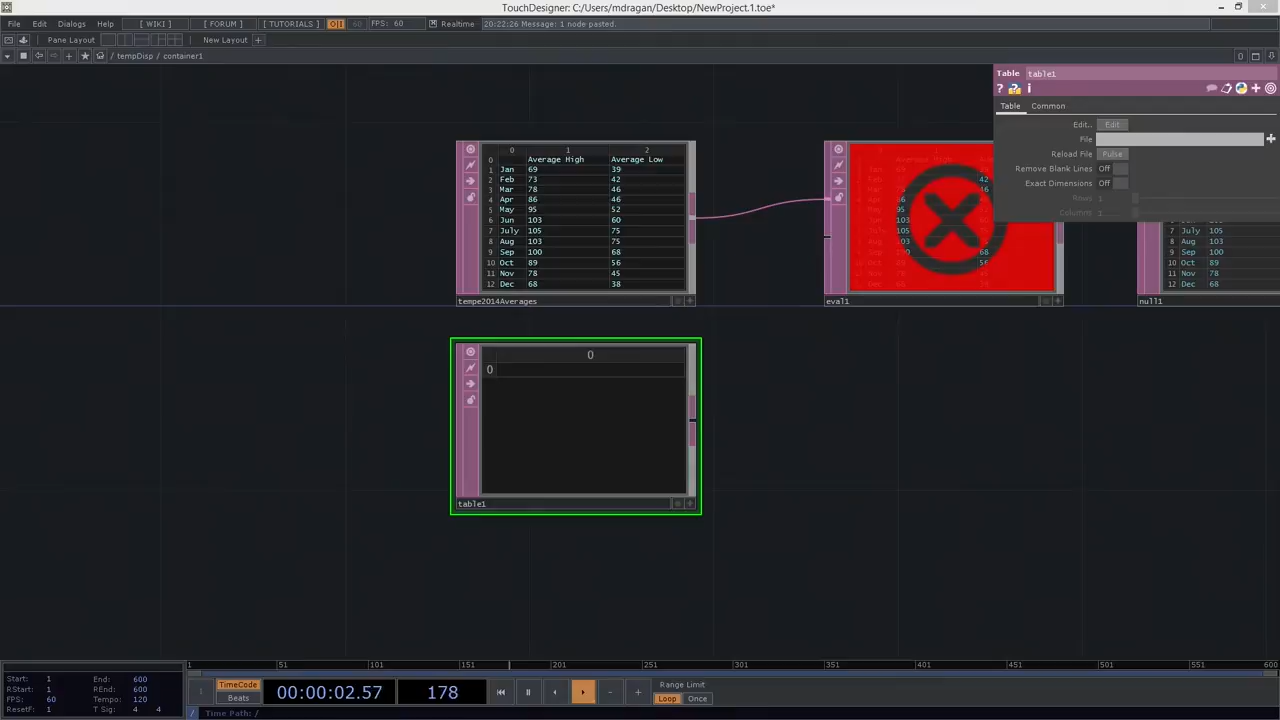 TouchDesigner: C:/Users/mdragan/Desktop/NewProject.1.toe*
File Edit Dialogs Help [ WIKI ] [ FORUM ] [ TUTORIALS ] O|I 60 FPS: 60 Realtime 20:22:26 Message: 1 node pasted.
Pane Layout New Layout +
/ tempDisp / container1
Table table1
? i
Table Common
Edit.. Edit
File
Reload File Pulse
Remove Blank Lines Off
Exact Dimensions Off
Rows 1
Columns 1
0 1 2
0 Average High Average Low
1 Jan 69 39
2 Feb 73 42
3 Mar 78 46
4 Apr 86 46
5 May 95 52
6 Jun 103 60
7 July 105 75
8 Aug 103 75
9 Sep 100 68
10 Oct 89 56
11 Nov 78 45
12 Dec 68 38
tempe2014Averages
eval1
7 July 105
8 Aug 103
9 Sep 100
10 Oct 89
11 Nov 78
12 Dec 68
null1
0
0
table1
1 51 101 151 201 251 301 351 401 451 501 551 600
Start: 1 End: 600
RStart: 1 REnd: 600
FPS: 60 Tempo: 120
ResetF: 1 T Sig: 4 4
TimeCode
Beats
00:00:02.57
178
Range Limit
Loop Once
/ Time Path: /